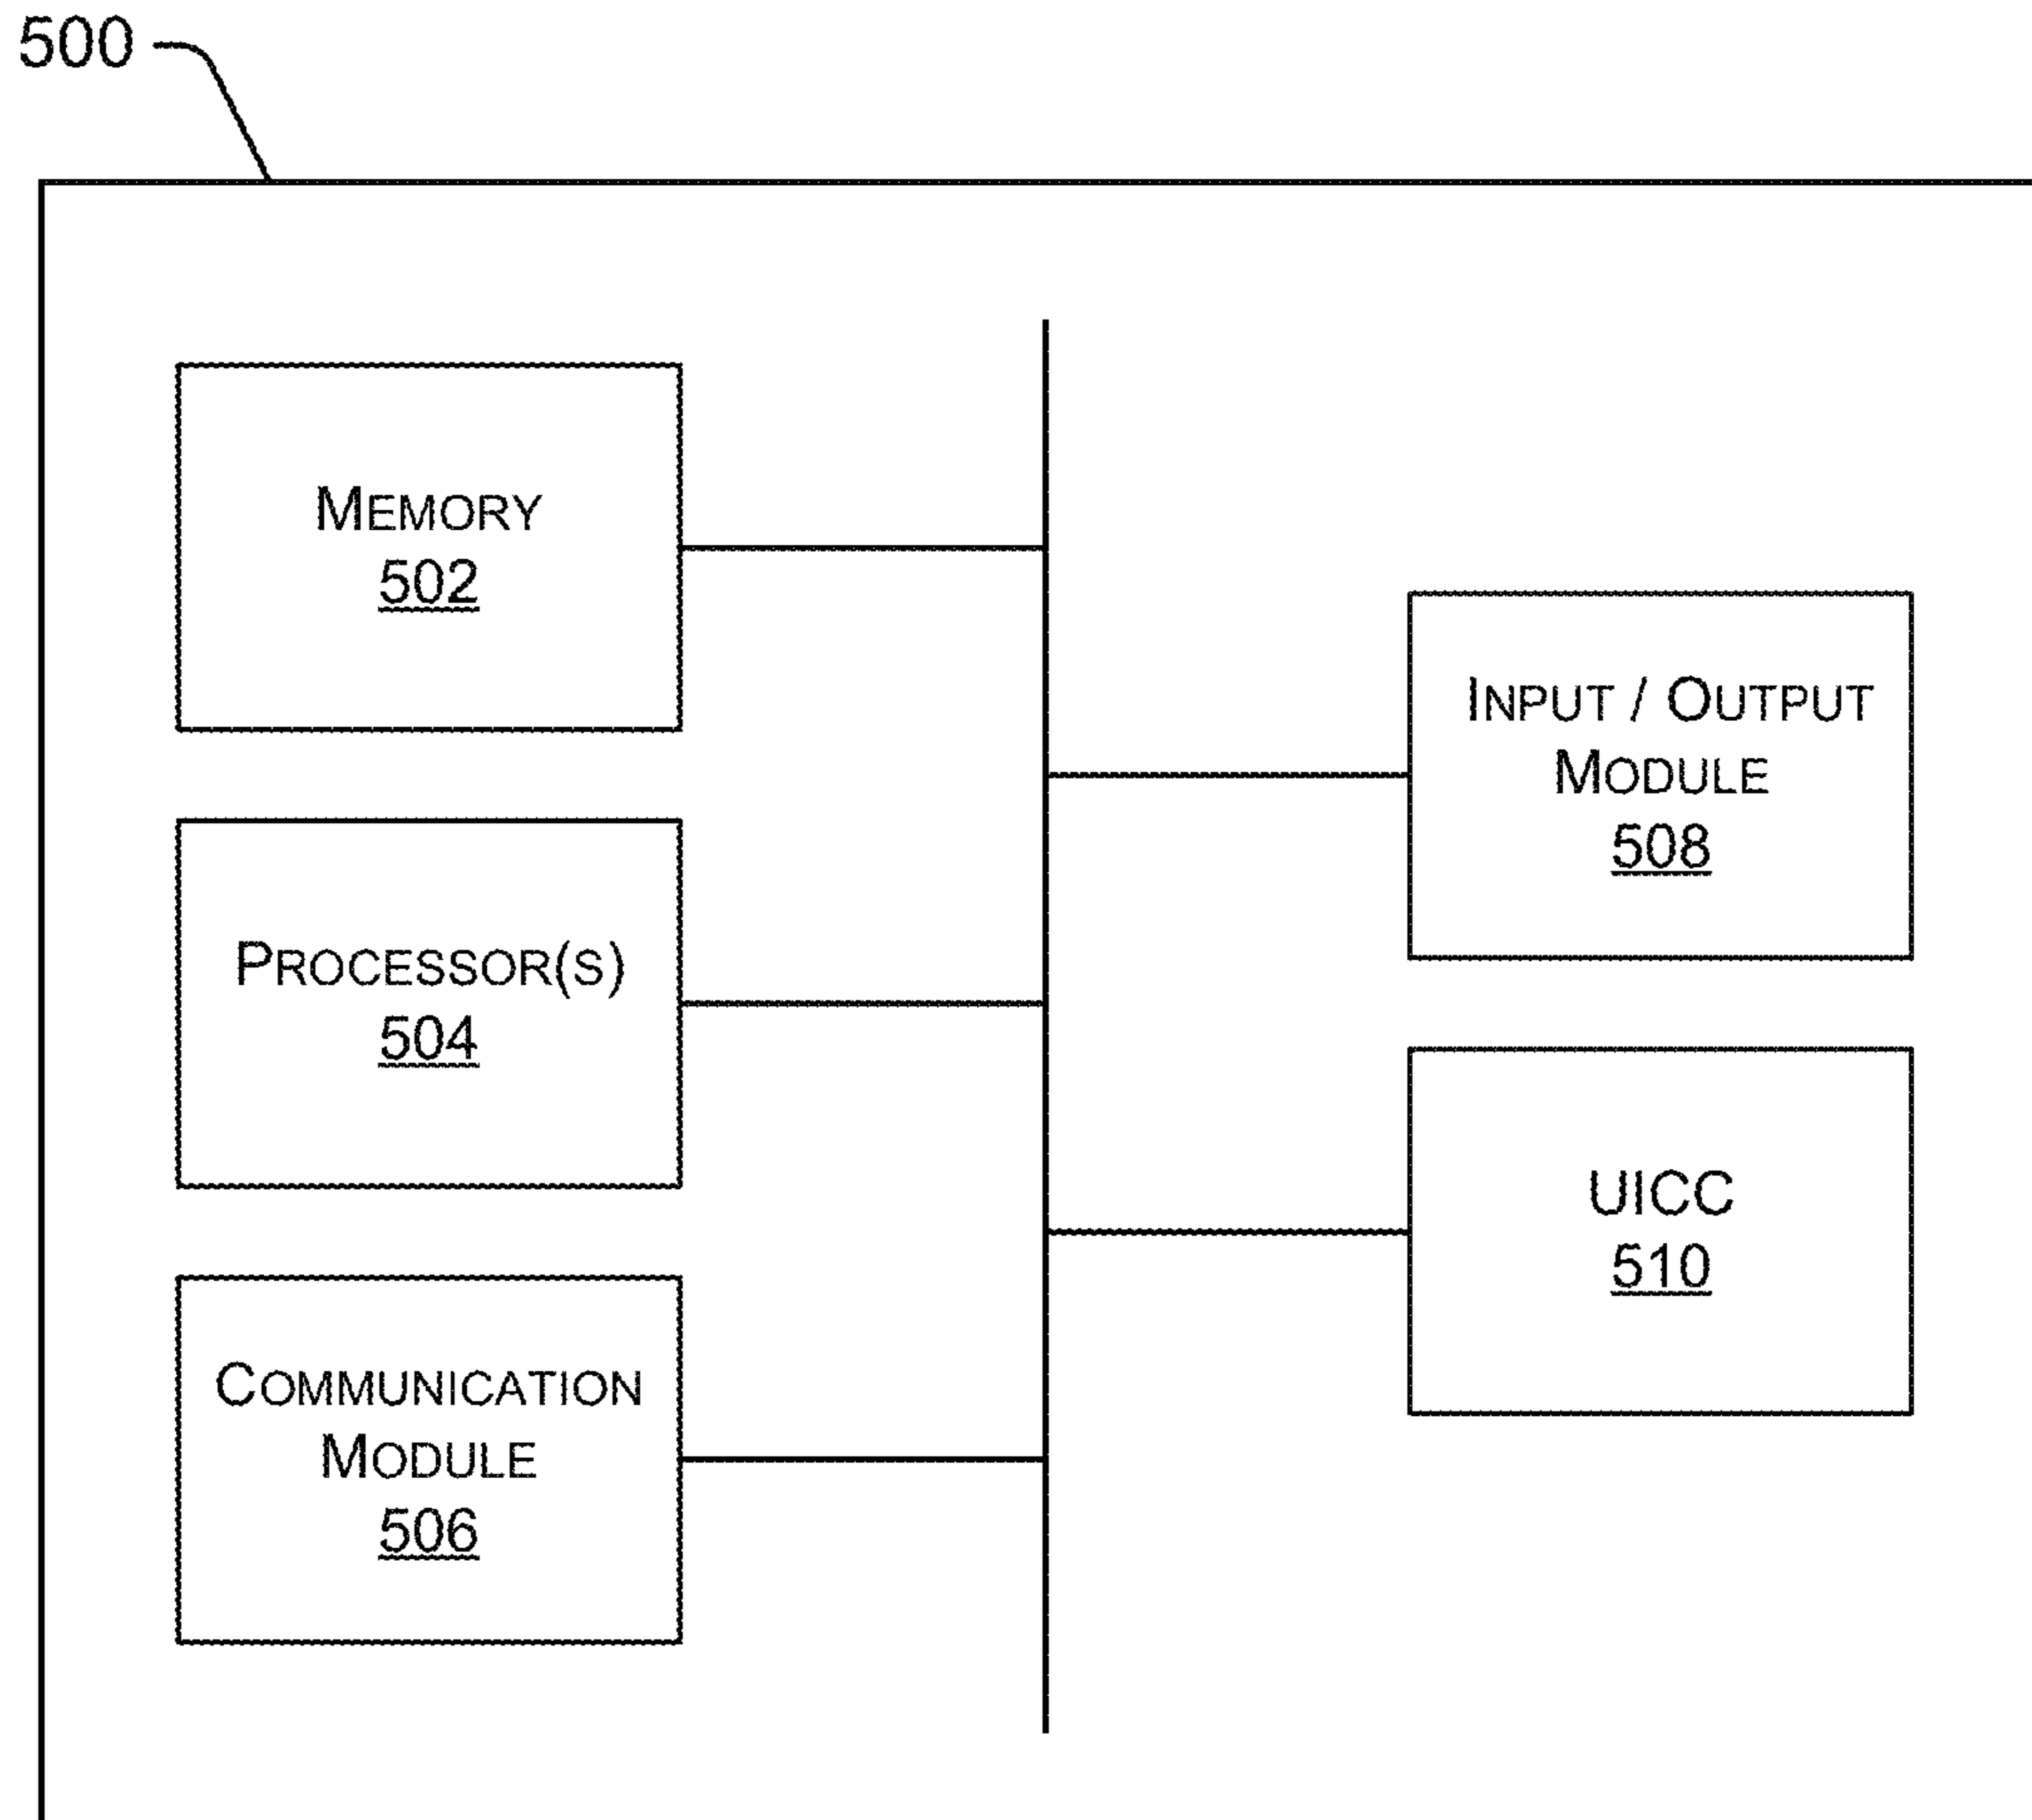 500
MEMORY
502
PROCESSOR(S)
504
COMMUNICATION
MODULE
506
INPUT / OUTPUT
MODULE
508
UICC
510